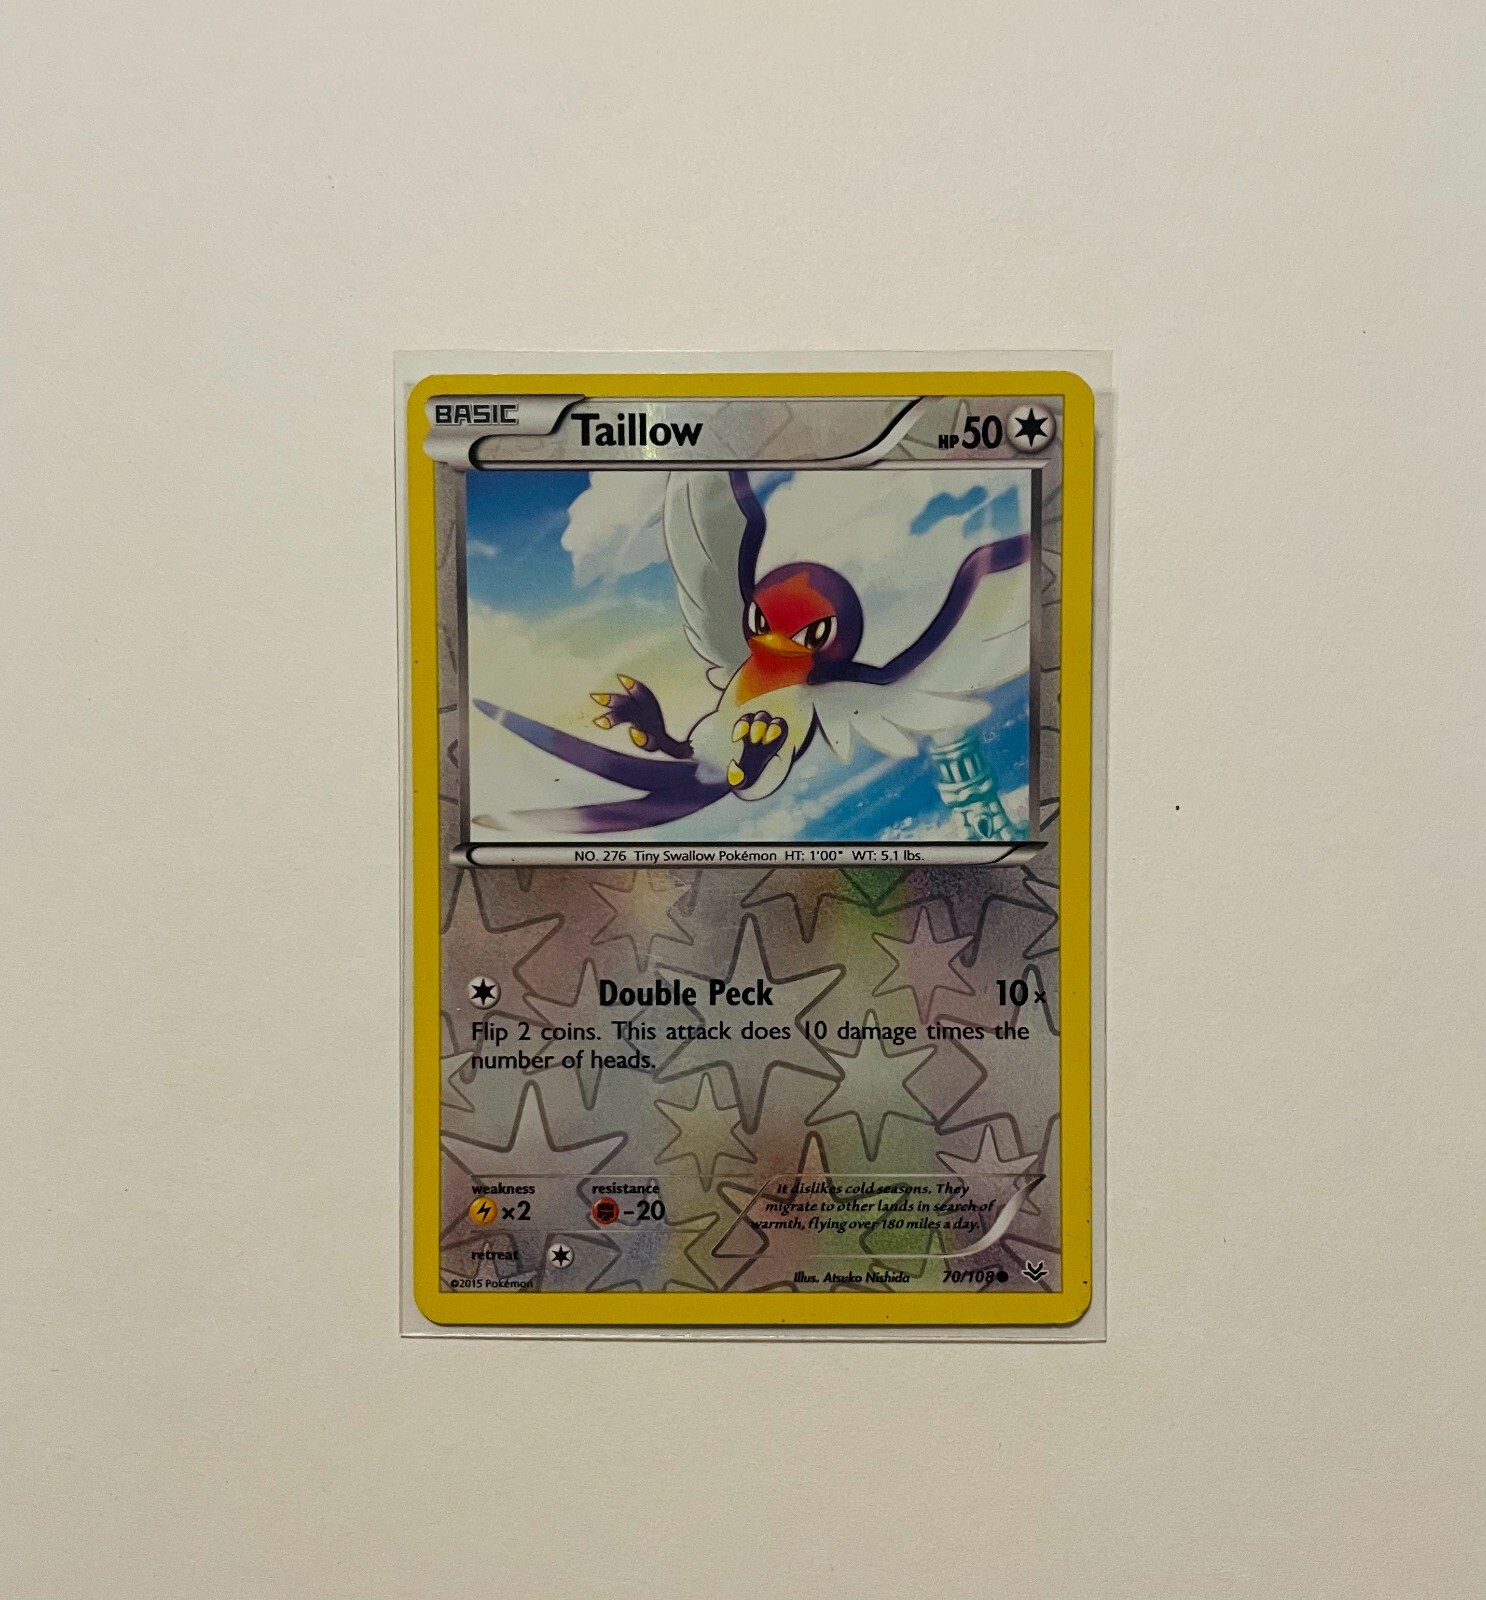 BASIC Taillow HP 50
NO. 276 Tiny Swallow Pokémon HT: 1'00" WT: 5.1 lbs.
Double Peck 10×
Flip 2 coins. This attack does 10 damage times the
number of heads.
weakness
×2
resistance
-20
retreat
It dislikes cold seasons. They
migrate to other lands in search of
warmth, flying over 180 miles a day.
©2015 Pokémon
Illus. Atsuko Nishida 70/108